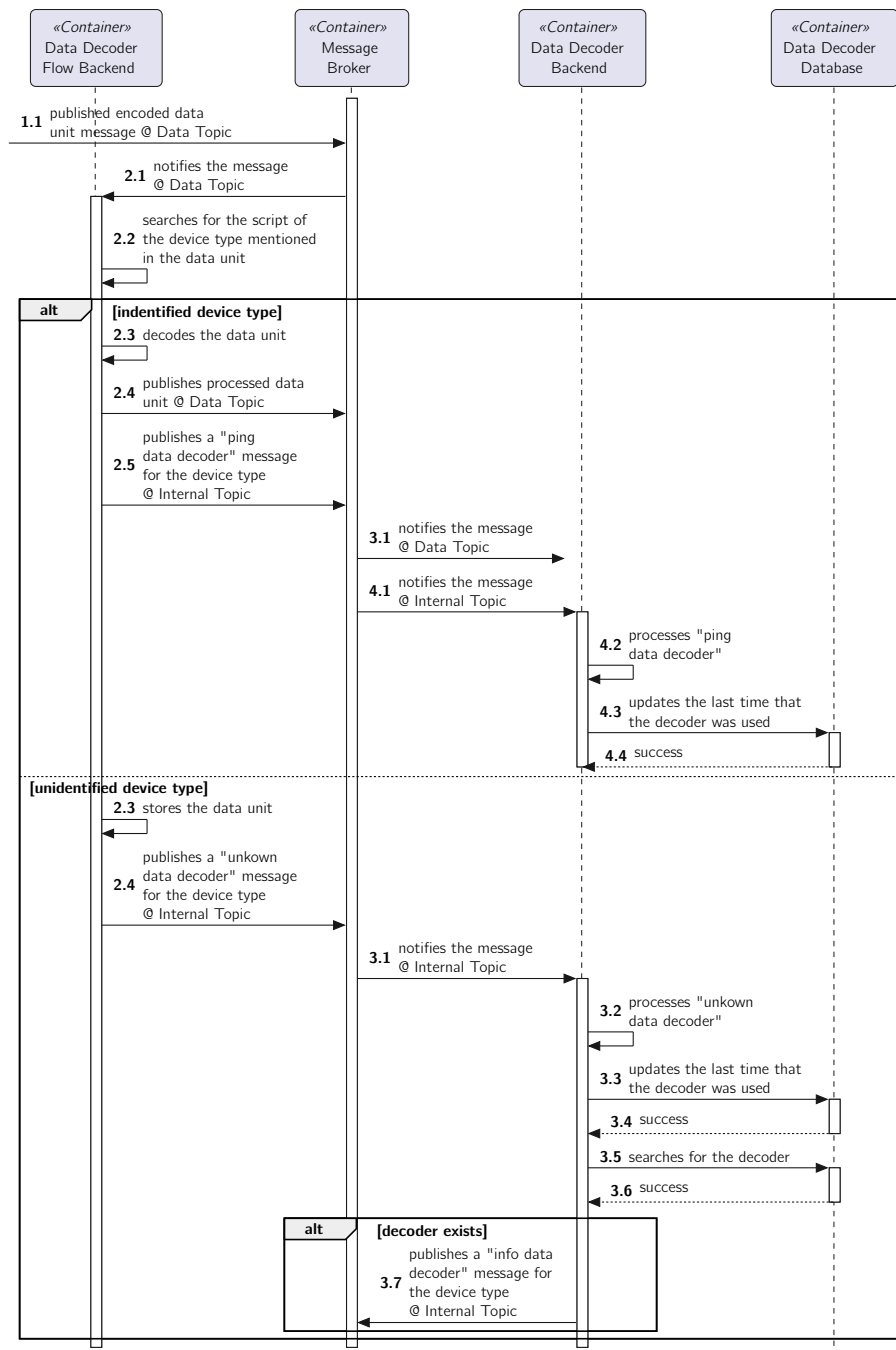 «Container»
Data Decoder
Flow Backend
«Container»
Message
Broker
«Container»
Data Decoder
Backend
«Container»
Data Decoder
Database
1.1 published encoded data
unit message @ Data Topic
2.1 notifies the message
@ Data Topic
2.2 searches for the script of
the device type mentioned
in the data unit
alt [indentified device type]
2.3 decodes the data unit
2.4 publishes processed data
unit @ Data Topic
2.5 publishes a "ping
data decoder" message
for the device type
@ Internal Topic
3.1 notifies the message
@ Data Topic
4.1 notifies the message
@ Internal Topic
4.2 processes "ping
data decoder"
4.3 updates the last time that
the decoder was used
4.4 success
[unidentified device type]
2.3 stores the data unit
2.4 publishes a "unkown
data decoder" message
for the device type
@ Internal Topic
3.1 notifies the message
@ Internal Topic
3.2 processes "unkown
data decoder"
3.3 updates the last time that
the decoder was used
3.4 success
3.5 searches for the decoder
3.6 success
alt [decoder exists]
3.7 publishes a "info data
decoder" message for
the device type
@ Internal Topic